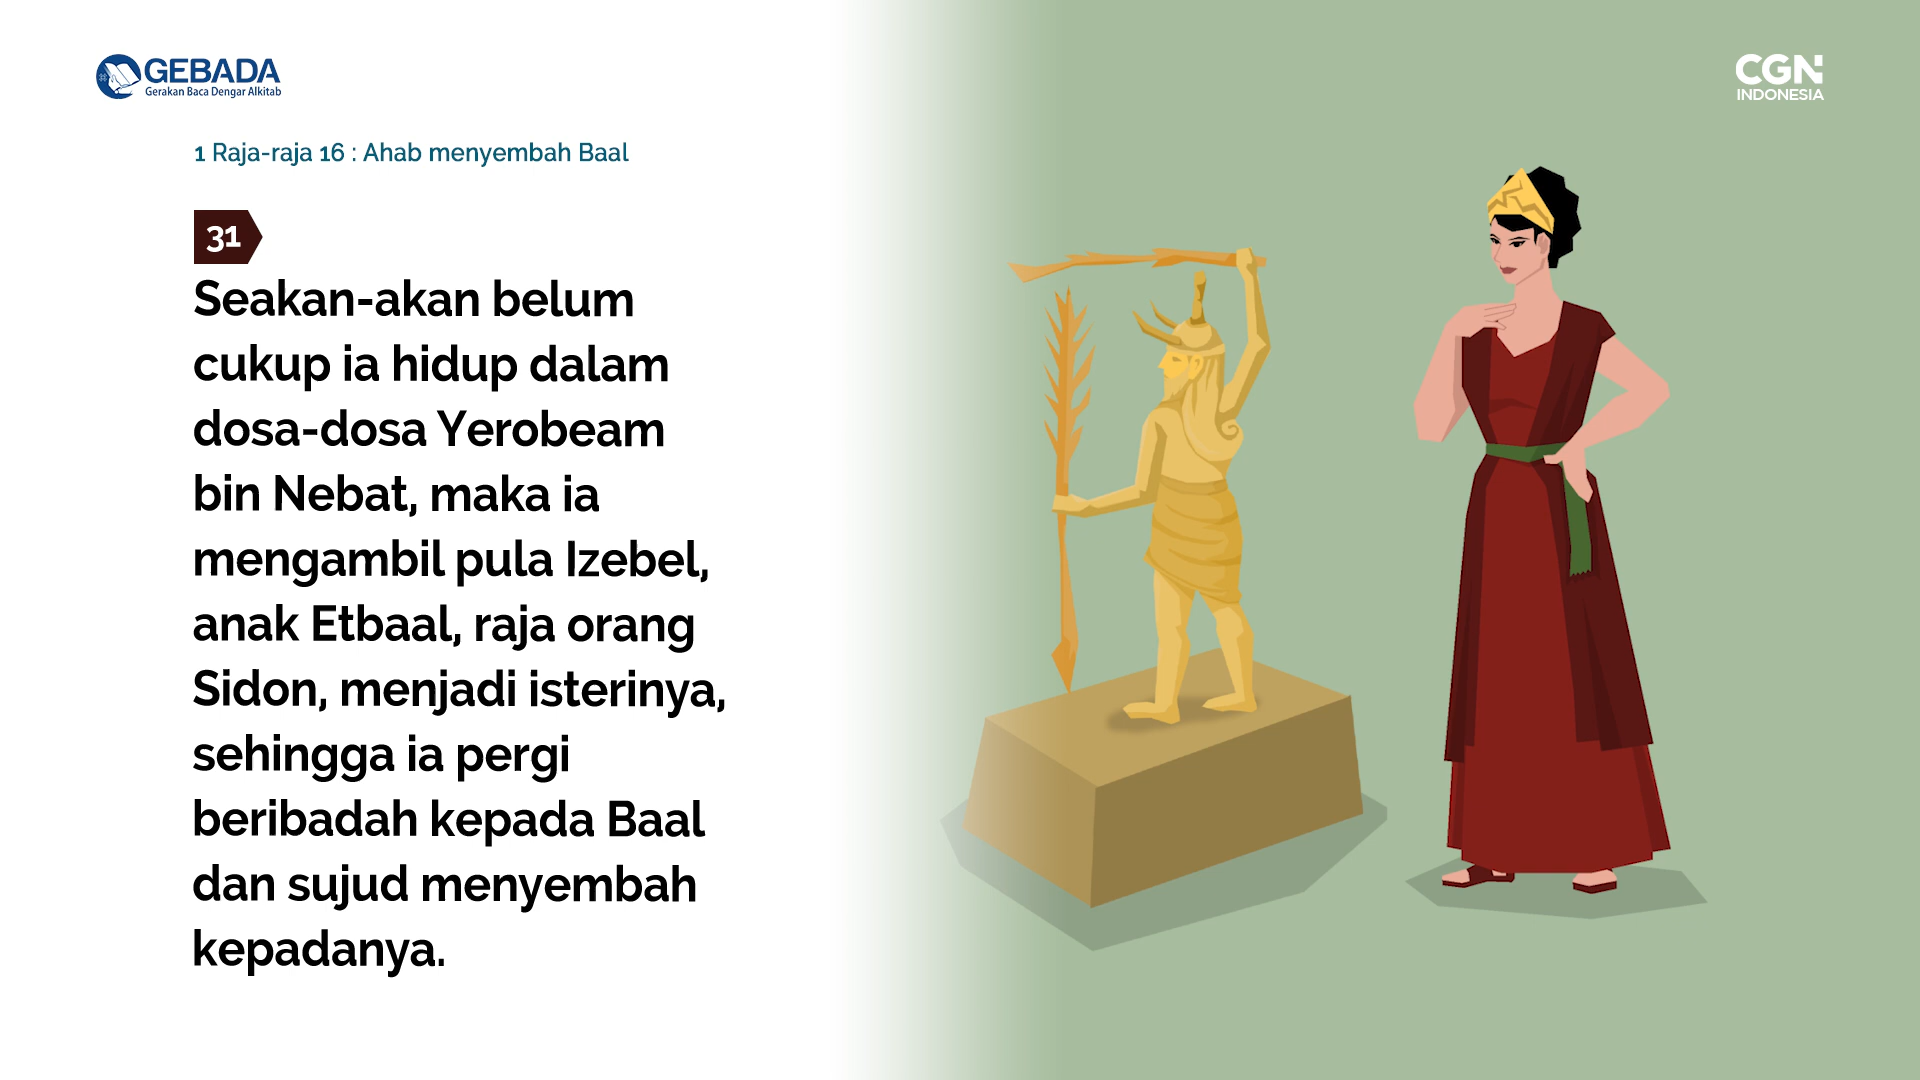 GEBADA
Gerakan Baca Dengar Alkitab
CGN
INDONESIA
1 Raja-raja 16 : Ahab menyembah Baal
31
Seakan-akan belum
cukup ia hidup dalam
dosa-dosa Yerobeam
bin Nebat, maka ia
mengambil pula Izebel,
anak Etbaal, raja orang
Sidon, menjadi isterinya,
sehingga ia pergi
beribadah kepada Baal
dan sujud menyembah
kepadanya.